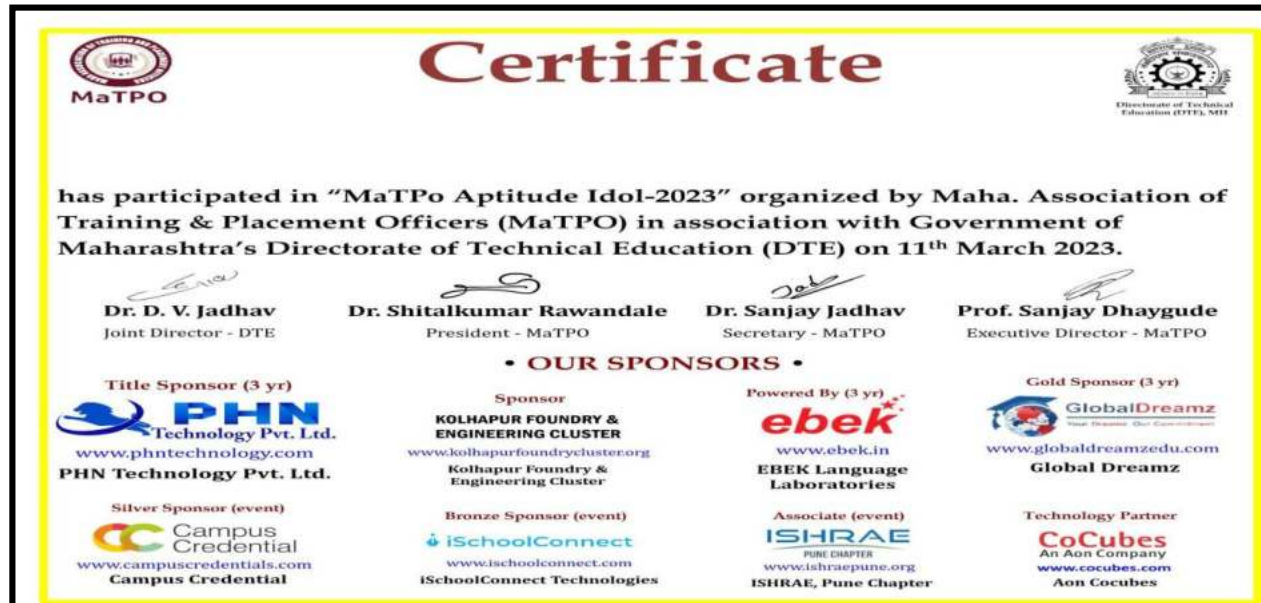 MaTPO
Certificate
Directorate of Technical
Education (DTE), MH
has participated in “MaTPo Aptitude Idol-2023” organized by Maha. Association of
Training & Placement Officers (MaTPO) in association with Government of
Maharashtra’s Directorate of Technical Education (DTE) on 11th March 2023.
Dr. D. V. Jadhav
Joint Director - DTE
Dr. Shitalkumar Rawandale
President - MaTPO
Dr. Sanjay Jadhav
Secretary - MaTPO
Prof. Sanjay Dhaygude
Executive Director - MaTPO
• OUR SPONSORS •
Title Sponsor (3 yr)
PHN
Technology Pvt. Ltd.
www.phntechnology.com
PHN Technology Pvt. Ltd.
Sponsor
KOLHAPUR FOUNDRY &
ENGINEERING CLUSTER
www.kolhapurfoundrycluster.org
Kolhapur Foundry &
Engineering Cluster
Powered By (3 yr)
ebek
www.ebek.in
EBEK Language
Laboratories
Gold Sponsor (3 yr)
GlobalDreamz
Your Dreams Our Commitment
www.globaldreamzedu.com
Global Dreamz
Silver Sponsor (event)
Campus
Credential
www.campuscredentials.com
Campus Credential
Bronze Sponsor (event)
iSchoolConnect
www.ischoolconnect.com
iSchoolConnect Technologies
Associate (event)
ISHRAE
PUNE CHAPTER
www.ishraepune.org
ISHRAE, Pune Chapter
Technology Partner
CoCubes
An Aon Company
www.cocubes.com
Aon Cocubes